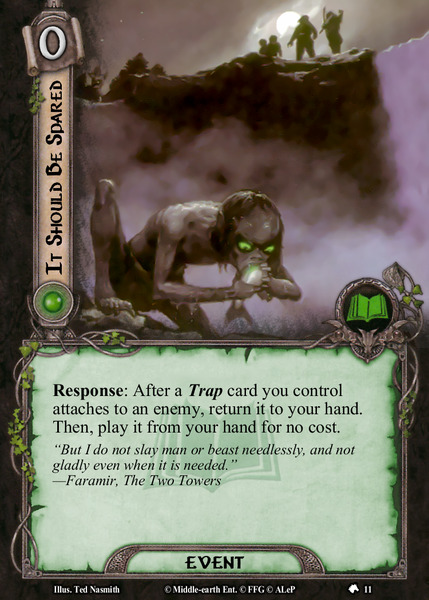 0
It Should Be Spared
Response: After a Trap card you control
attaches to an enemy, return it to your hand.
Then, play it from your hand for no cost.
“But I do not slay man or beast needlessly, and not
gladly even when it is needed.”
—Faramir, The Two Towers
EVENT
Illus. Ted Nasmith
© Middle-earth Ent. © FFG © ALeP
11